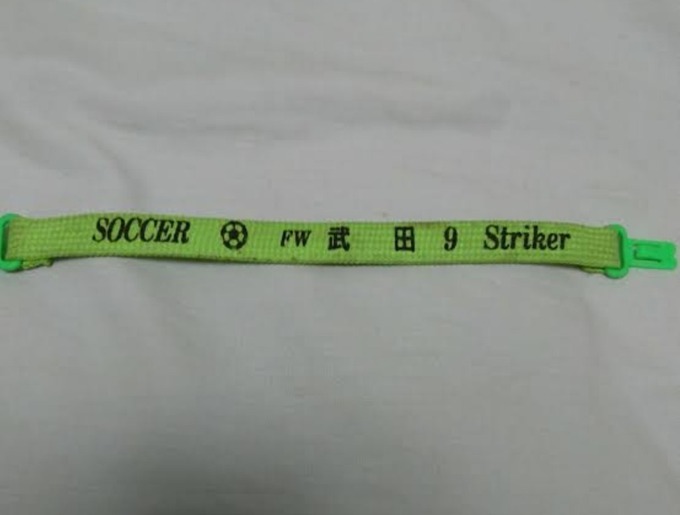 SOCCER ⚽ FW 武 田 9 Striker